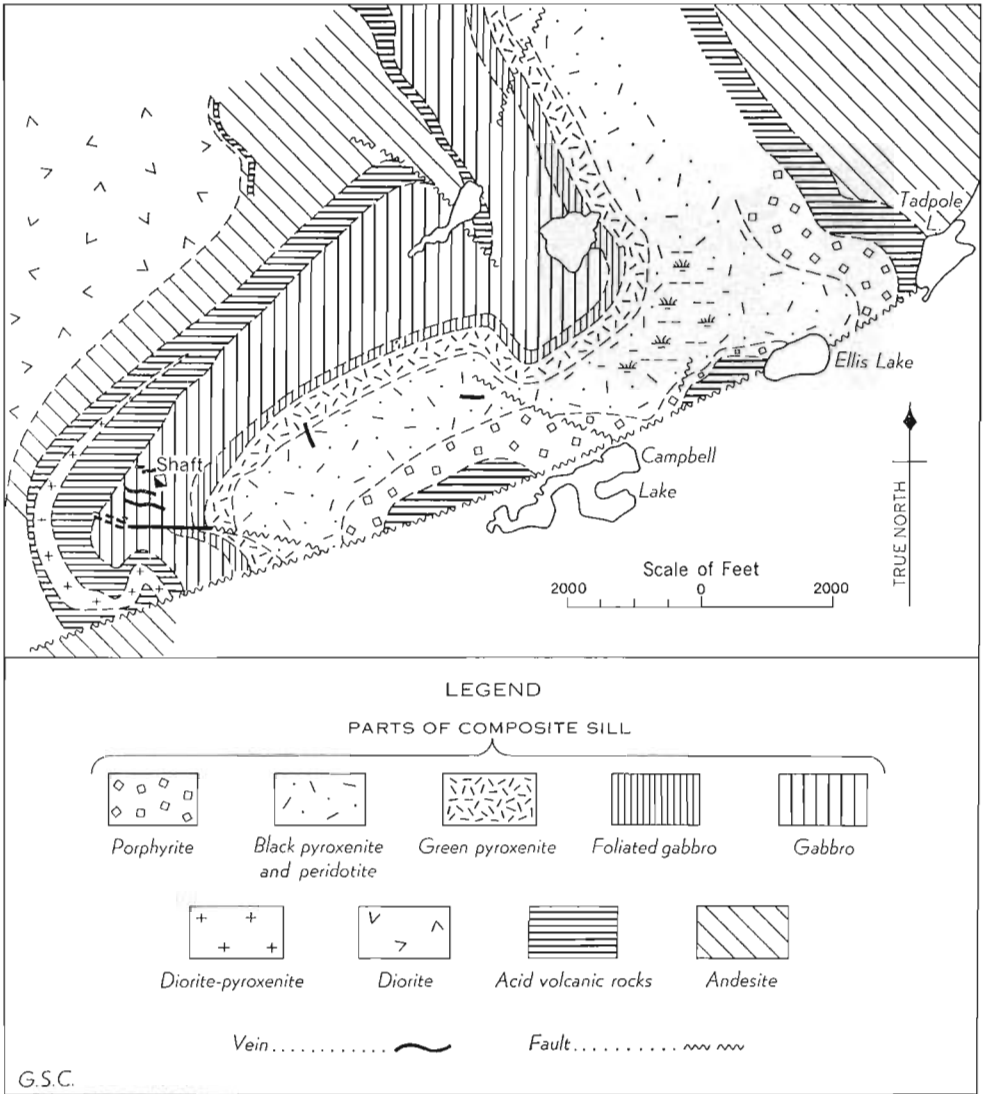 Tadpole
L.
Ellis Lake
Shaft
Campbell
Lake
TRUE NORTH
Scale of Feet
2000 0 2000
LEGEND
PARTS OF COMPOSITE SILL
Porphyrite
Black pyroxenite
and peridotite
Green pyroxenite
Foliated gabbro
Gabbro
Diorite-pyroxenite
Diorite
Acid volcanic rocks
Andesite
Vein............
Fault..........
G.S.C.